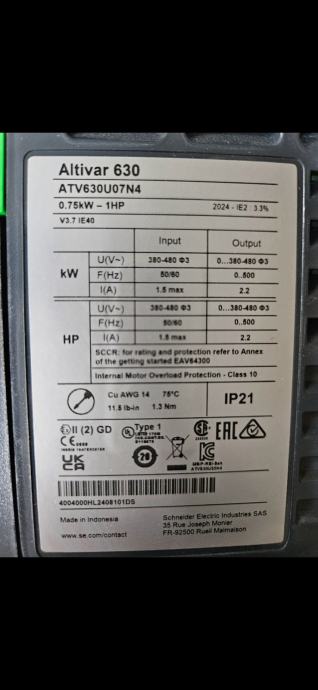 Altivar 630
ATV630U07N4
0.75kW – 1HP 2024 - IE2 : 3.3%
V3.7 IE40
Input Output
kW U(V~) 380-480 Φ3 0...380-480 Φ3
F(Hz) 50/60 0..500
I(A) 1.5 max 2.2
HP U(V~) 380-480 Φ3 0...380-480 Φ3
F(Hz) 50/60 0..500
I(A) 1.5 max 2.2
SCCR: for rating and protection refer to Annex
of the getting started EAV64300
Internal Motor Overload Protection - Class 10
Cu AWG 14 75°C
11.5 lb-in 1.3 Nm
IP21
Ex II (2) GD
CE
UL Type 1
EAC
20
UK
CA
4004000HL2408101DS
Made in Indonesia
www.se.com/contact
Schneider Electric Industries SAS
35 Rue Joseph Monier
FR-92500 Rueil Malmaison